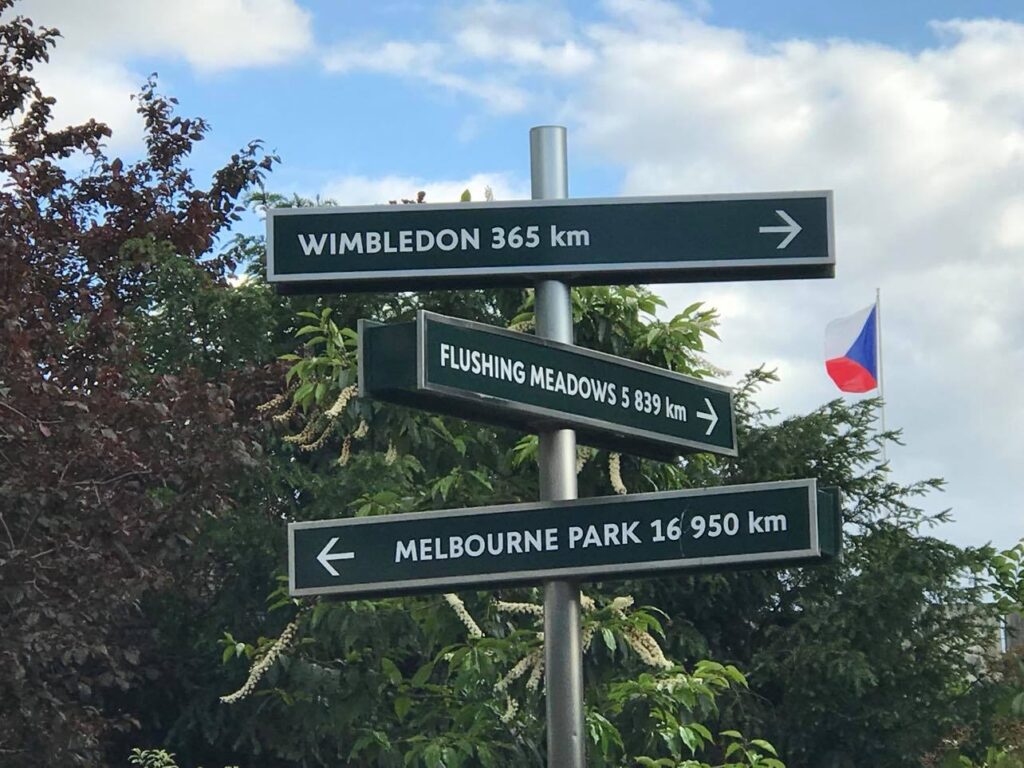 WIMBLEDON 365 km →
FLUSHING MEADOWS 5 839 km →
← MELBOURNE PARK 16 950 km